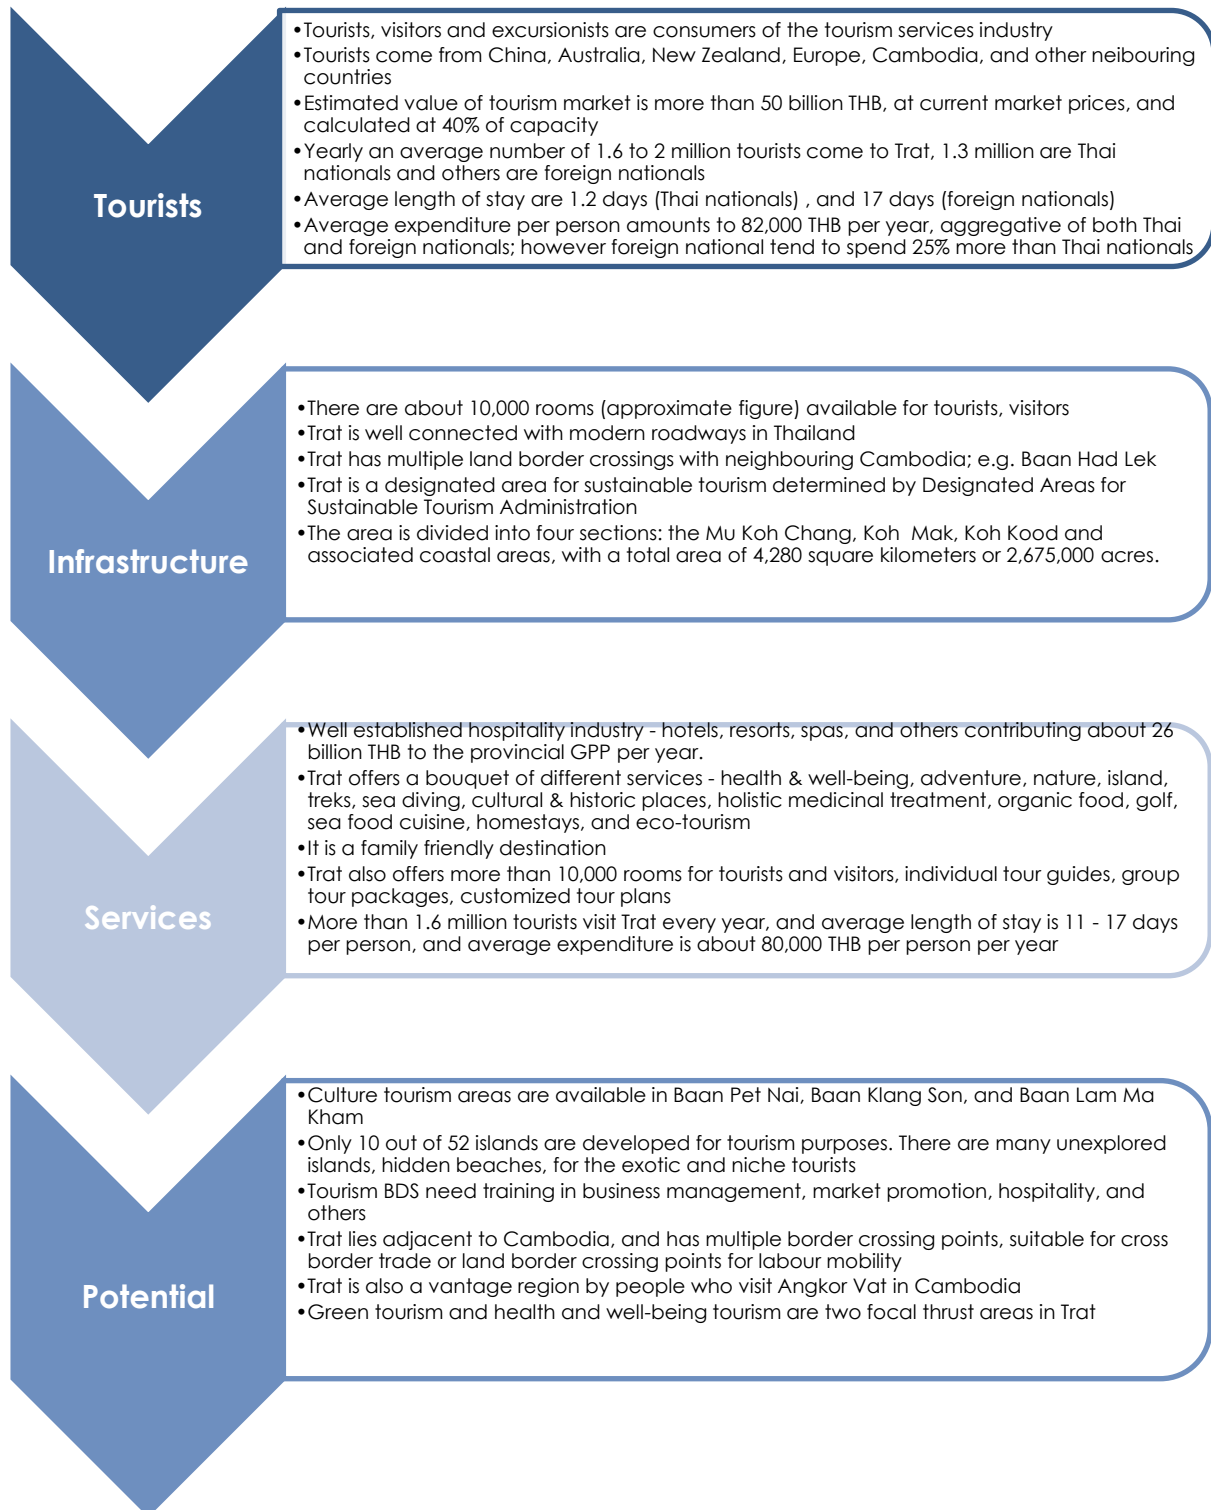 Tourists
•Tourists, visitors and excursionists are consumers of the tourism services industry
•Tourists come from China, Australia, New Zealand, Europe, Cambodia, and other neibouring
countries
•Estimated value of tourism market is more than 50 billion THB, at current market prices, and
calculated at 40% of capacity
•Yearly an average number of 1.6 to 2 million tourists come to Trat, 1.3 million are Thai
nationals and others are foreign nationals
•Average length of stay are 1.2 days (Thai nationals) , and 17 days (foreign nationals)
•Average expenditure per person amounts to 82,000 THB per year, aggregative of both Thai
and foreign nationals; however foreign national tend to spend 25% more than Thai nationals
Infrastructure
•There are about 10,000 rooms (approximate figure) available for tourists, visitors
•Trat is well connected with modern roadways in Thailand
•Trat has multiple land border crossings with neighbouring Cambodia; e.g. Baan Had Lek
•Trat is a designated area for sustainable tourism determined by Designated Areas for
Sustainable Tourism Administration
•The area is divided into four sections: the Mu Koh Chang, Koh Mak, Koh Kood and
associated coastal areas, with a total area of 4,280 square kilometers or 2,675,000 acres.
Services
•Well established hospitality industry - hotels, resorts, spas, and others contributing about 26
billion THB to the provincial GPP per year.
•Trat offers a bouquet of different services - health & well-being, adventure, nature, island,
treks, sea diving, cultural & historic places, holistic medicinal treatment, organic food, golf,
sea food cuisine, homestays, and eco-tourism
•It is a family friendly destination
•Trat also offers more than 10,000 rooms for tourists and visitors, individual tour guides, group
tour packages, customized tour plans
•More than 1.6 million tourists visit Trat every year, and average length of stay is 11 - 17 days
per person, and average expenditure is about 80,000 THB per person per year
Potential
•Culture tourism areas are available in Baan Pet Nai, Baan Klang Son, and Baan Lam Ma
Kham
•Only 10 out of 52 islands are developed for tourism purposes. There are many unexplored
islands, hidden beaches, for the exotic and niche tourists
•Tourism BDS need training in business management, market promotion, hospitality, and
others
•Trat lies adjacent to Cambodia, and has multiple border crossing points, suitable for cross
border trade or land border crossing points for labour mobility
•Trat is also a vantage region by people who visit Angkor Vat in Cambodia
•Green tourism and health and well-being tourism are two focal thrust areas in Trat